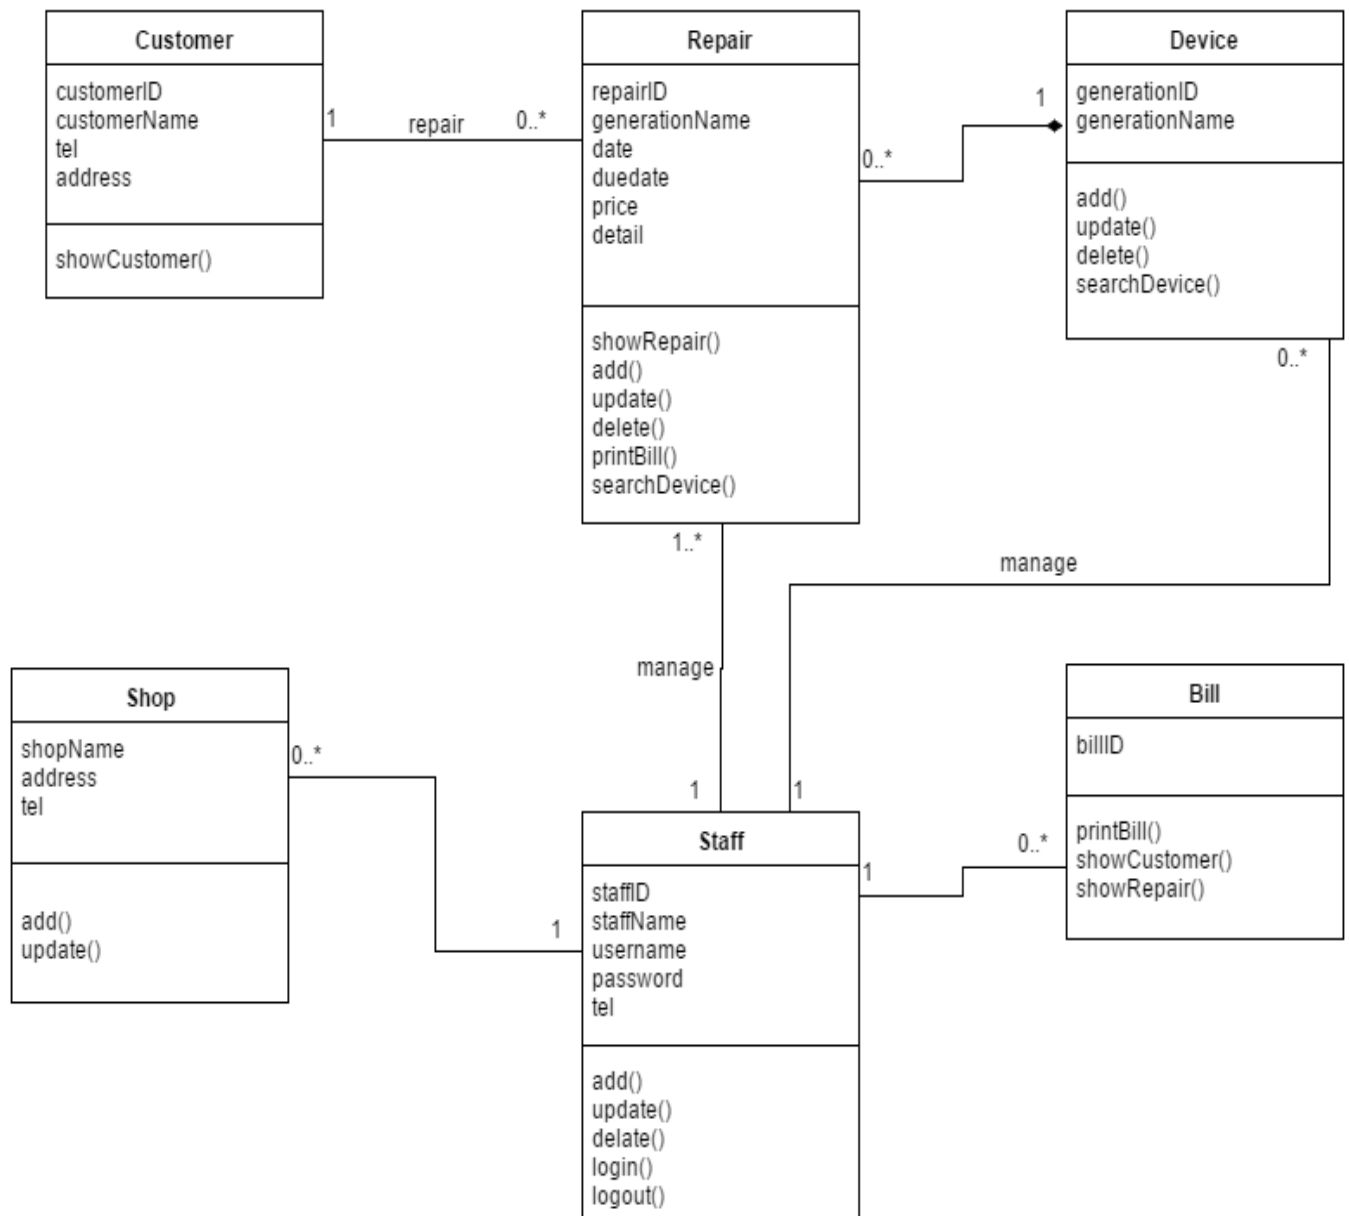 Customer
customerID
customerName
tel
address
showCustomer()
1
repair
0..*
Repair
repairID
generationName
date
duedate
price
detail
showRepair()
add()
update()
delete()
printBill()
searchDevice()
0..*
1
Device
generationID
generationName
add()
update()
delete()
searchDevice()
0..*
1..*
manage
manage
1
1
Shop
shopName
address
tel
add()
update()
0..*
1
Staff
staffID
staffName
username
password
tel
add()
update()
delate()
login()
logout()
1
0..*
Bill
billID
printBill()
showCustomer()
showRepair()